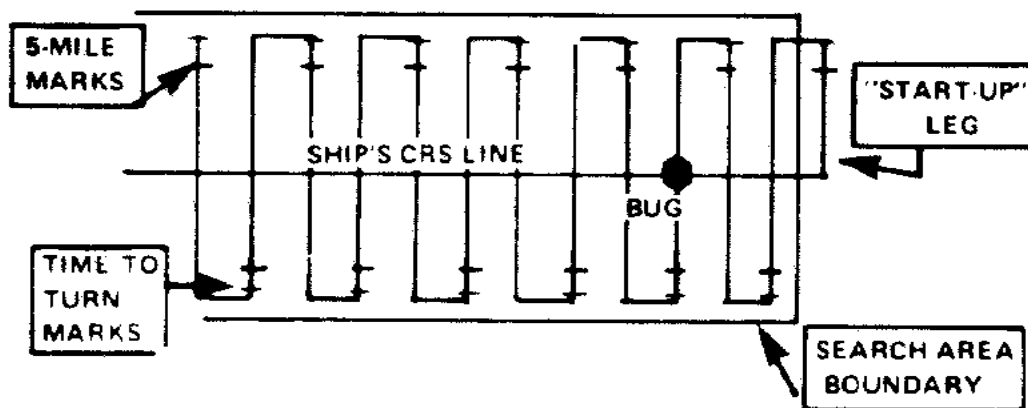 5-MILE
MARKS
"START-UP"
LEG
SHIP'S CRS LINE
BUG
TIME TO
TURN
MARKS
SEARCH AREA
BOUNDARY